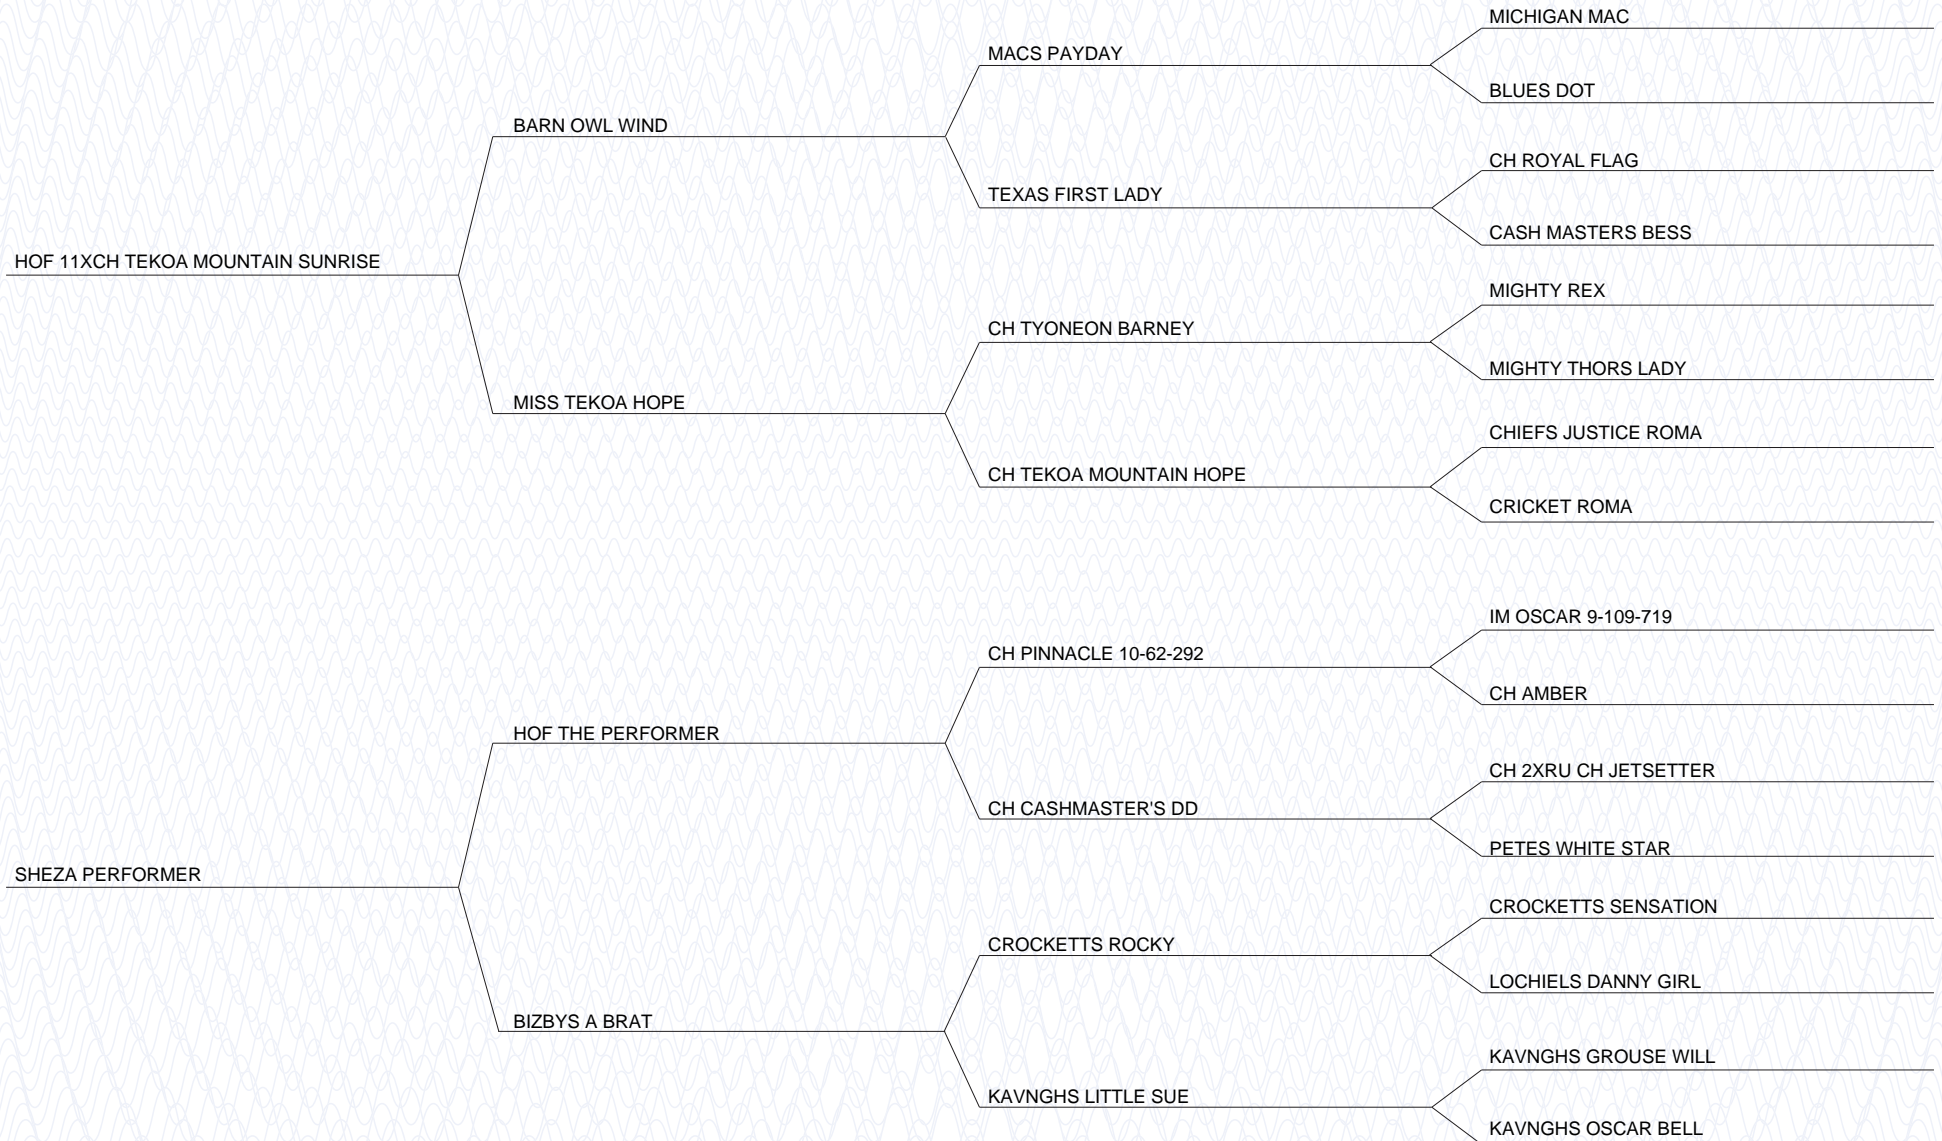 MICHIGAN MAC
MACS PAYDAY
BLUES DOT
BARN OWL WIND
CH ROYAL FLAG
TEXAS FIRST LADY
CASH MASTERS BESS
HOF 11XCH TEKOA MOUNTAIN SUNRISE
MIGHTY REX
CH TYONEON BARNEY
MIGHTY THORS LADY
MISS TEKOA HOPE
CHIEFS JUSTICE ROMA
CH TEKOA MOUNTAIN HOPE
CRICKET ROMA
IM OSCAR 9-109-719
CH PINNACLE 10-62-292
CH AMBER
HOF THE PERFORMER
CH 2XRU CH JETSETTER
CH CASHMASTER'S DD
PETES WHITE STAR
SHEZA PERFORMER
CROCKETTS SENSATION
CROCKETTS ROCKY
LOCHIELS DANNY GIRL
BIZBYS A BRAT
KAVNGHS GROUSE WILL
KAVNGHS LITTLE SUE
KAVNGHS OSCAR BELL